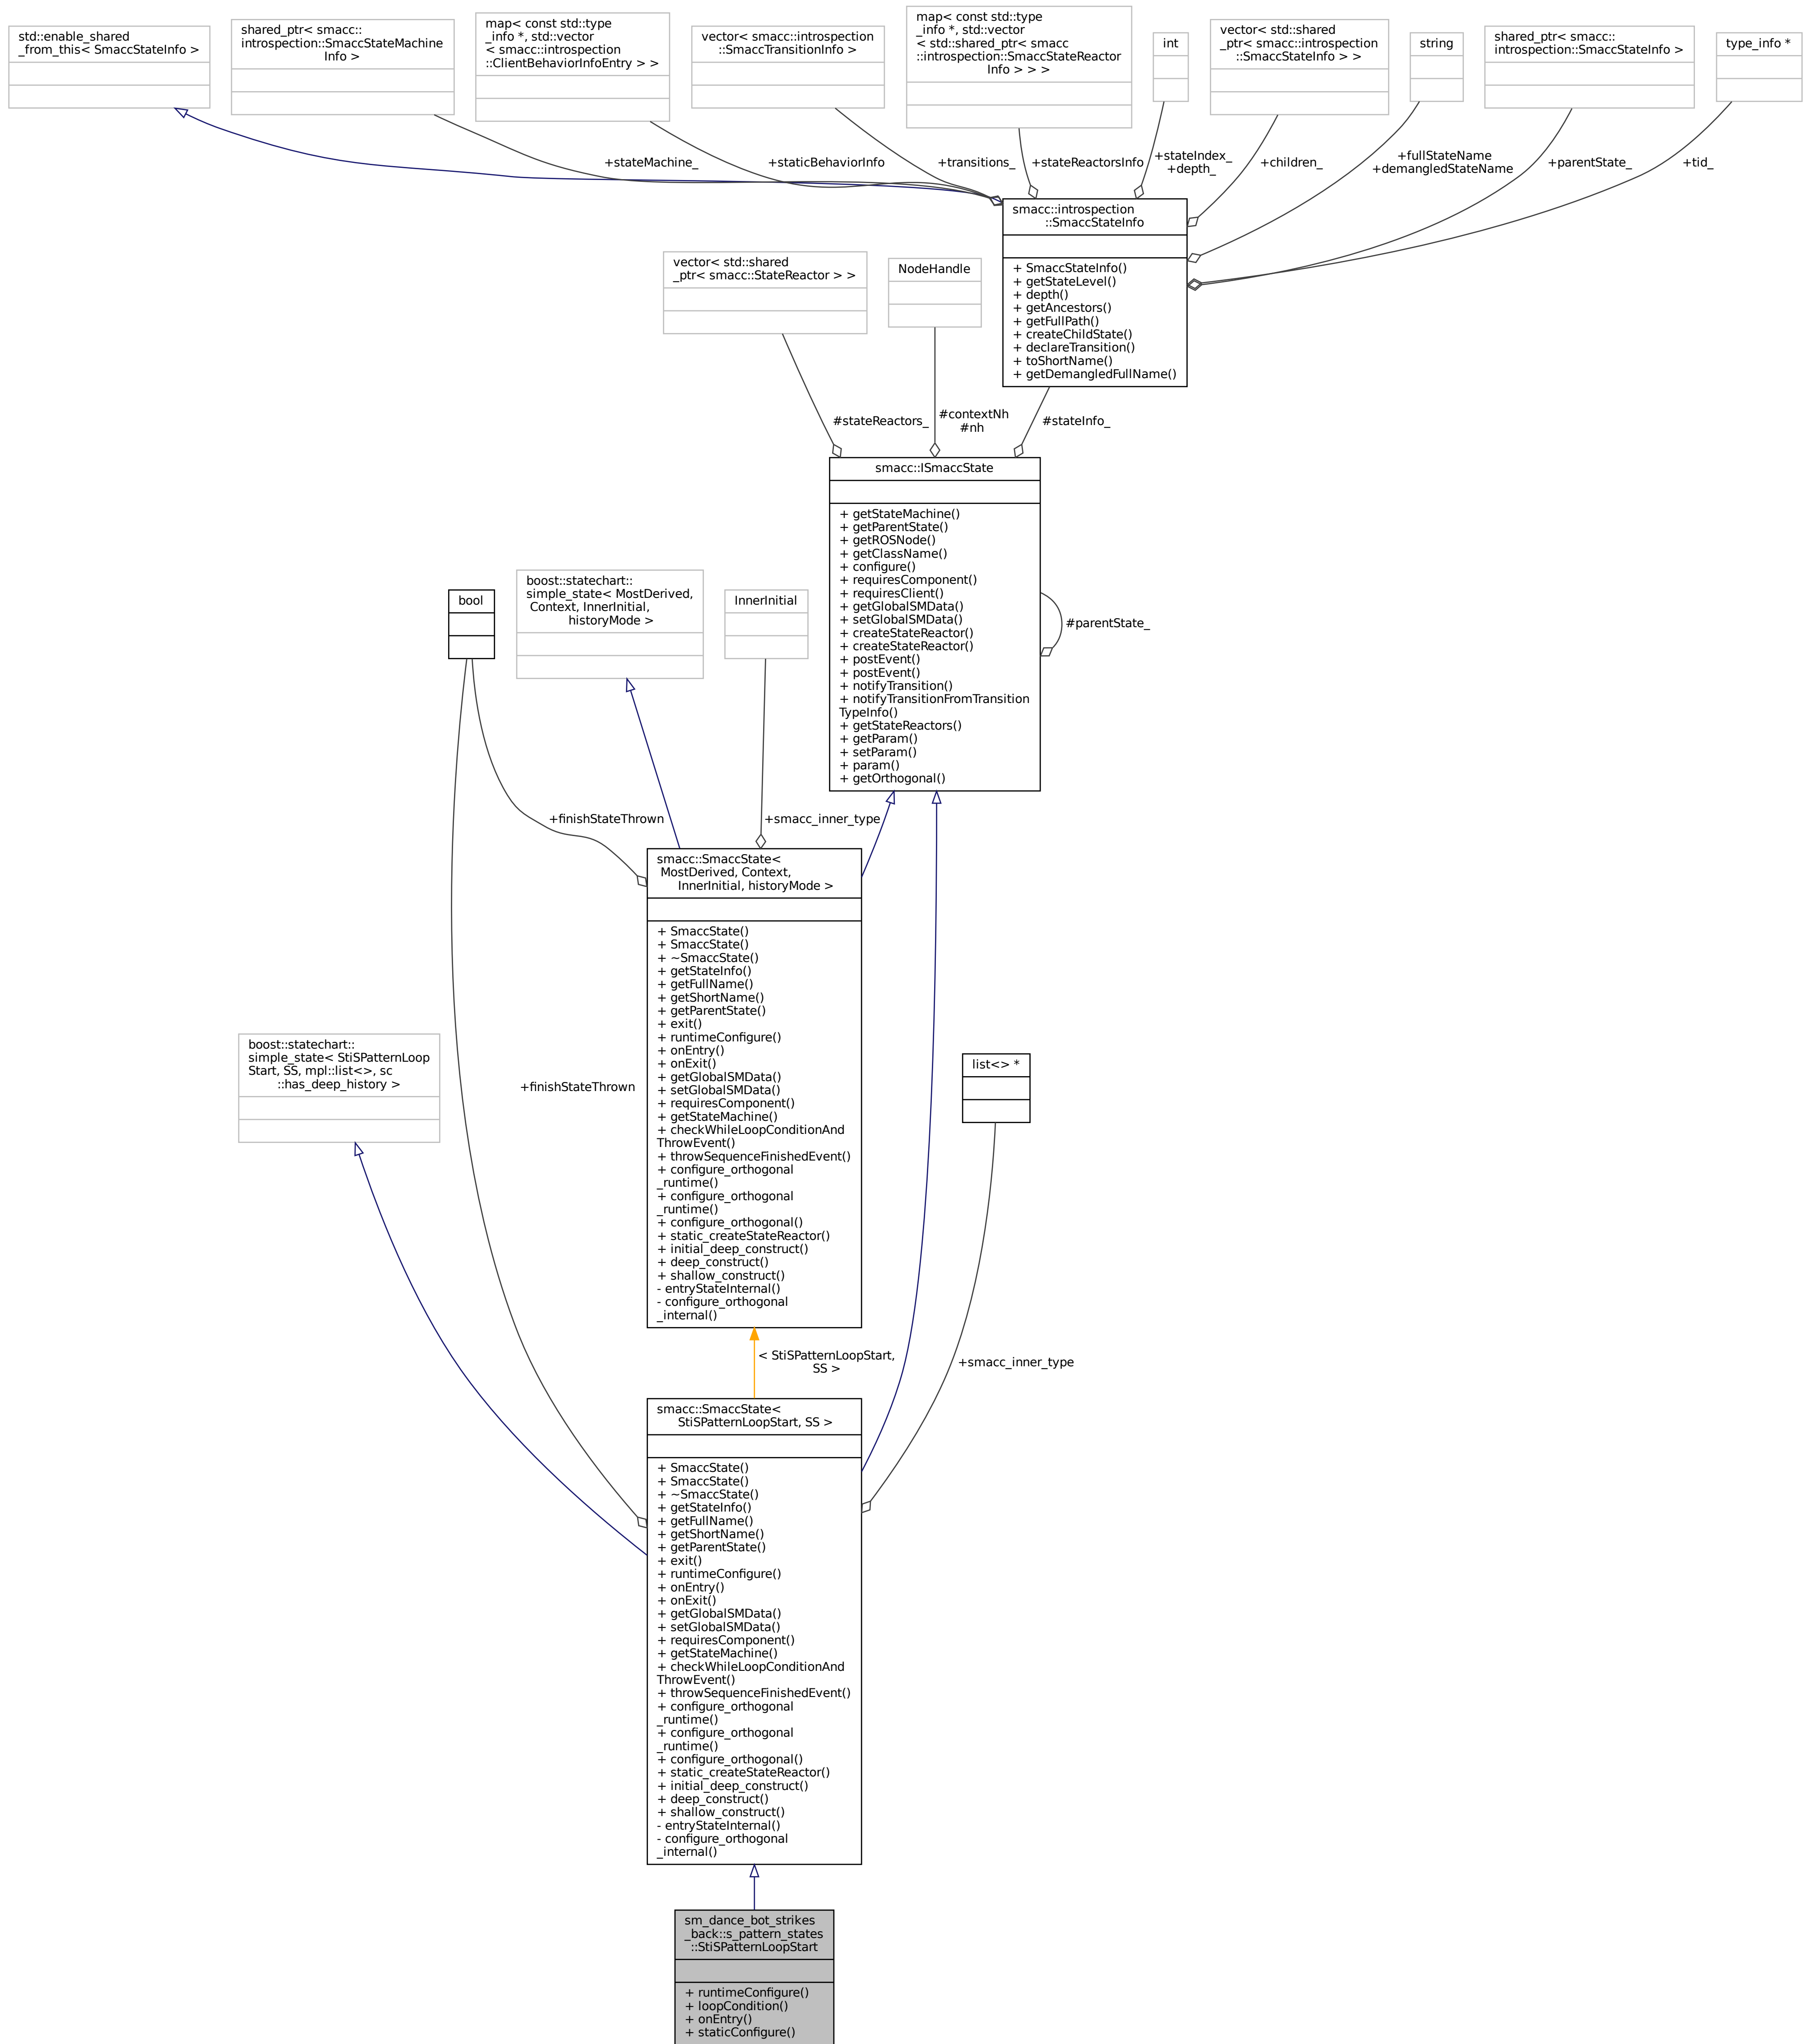 std::enable_shared
_from_this< SmaccStateInfo >
shared_ptr< smacc::
introspection::SmaccStateMachine
Info >
map< const std::type
_info *, std::vector
< smacc::introspection
::ClientBehaviorInfoEntry > >
vector< smacc::introspection
::SmaccTransitionInfo >
map< const std::type
_info *, std::vector
< std::shared_ptr< smacc
::introspection::SmaccStateReactor
Info > > >
int
vector< std::shared
_ptr< smacc::introspection
::SmaccStateInfo > >
string
shared_ptr< smacc::
introspection::SmaccStateInfo >
type_info *
+stateMachine_
+staticBehaviorInfo
+transitions_
+stateReactorsInfo
+stateIndex_
+depth_
+children_
+fullStateName
+demangledStateName
+parentState_
+tid_
smacc::introspection
::SmaccStateInfo
+ SmaccStateInfo()
+ getStateLevel()
+ depth()
+ getAncestors()
+ getFullPath()
+ createChildState()
+ declareTransition()
+ toShortName()
+ getDemangledFullName()
vector< std::shared
_ptr< smacc::StateReactor > >
NodeHandle
#stateReactors_
#contextNh
#nh
#stateInfo_
smacc::ISmaccState
+ getStateMachine()
+ getParentState()
+ getROSNode()
+ getClassName()
+ configure()
+ requiresComponent()
+ requiresClient()
+ getGlobalSMData()
+ setGlobalSMData()
+ createStateReactor()
+ createStateReactor()
+ postEvent()
+ postEvent()
+ notifyTransition()
+ notifyTransitionFromTransition
TypeInfo()
+ getStateReactors()
+ getParam()
+ setParam()
+ param()
+ getOrthogonal()
#parentState_
bool
boost::statechart::
simple_state< MostDerived,
Context, InnerInitial,
historyMode >
InnerInitial
+finishStateThrown
+smacc_inner_type
smacc::SmaccState<
MostDerived, Context,
InnerInitial, historyMode >
+ SmaccState()
+ SmaccState()
+ ~SmaccState()
+ getStateInfo()
+ getFullName()
+ getShortName()
+ getParentState()
+ exit()
+ runtimeConfigure()
+ onEntry()
+ onExit()
+ getGlobalSMData()
+ setGlobalSMData()
+ requiresComponent()
+ getStateMachine()
+ checkWhileLoopConditionAnd
ThrowEvent()
+ throwSequenceFinishedEvent()
+ configure_orthogonal
_runtime()
+ configure_orthogonal
_runtime()
+ configure_orthogonal()
+ static_createStateReactor()
+ initial_deep_construct()
+ deep_construct()
+ shallow_construct()
- entryStateInternal()
- configure_orthogonal
_internal()
boost::statechart::
simple_state< StiSPatternLoop
Start, SS, mpl::list<>, sc
::has_deep_history >
+finishStateThrown
list<> *
< StiSPatternLoopStart,
SS >
+smacc_inner_type
smacc::SmaccState<
StiSPatternLoopStart, SS >
+ SmaccState()
+ SmaccState()
+ ~SmaccState()
+ getStateInfo()
+ getFullName()
+ getShortName()
+ getParentState()
+ exit()
+ runtimeConfigure()
+ onEntry()
+ onExit()
+ getGlobalSMData()
+ setGlobalSMData()
+ requiresComponent()
+ getStateMachine()
+ checkWhileLoopConditionAnd
ThrowEvent()
+ throwSequenceFinishedEvent()
+ configure_orthogonal
_runtime()
+ configure_orthogonal
_runtime()
+ configure_orthogonal()
+ static_createStateReactor()
+ initial_deep_construct()
+ deep_construct()
+ shallow_construct()
- entryStateInternal()
- configure_orthogonal
_internal()
sm_dance_bot_strikes
_back::s_pattern_states
::StiSPatternLoopStart
+ runtimeConfigure()
+ loopCondition()
+ onEntry()
+ staticConfigure()